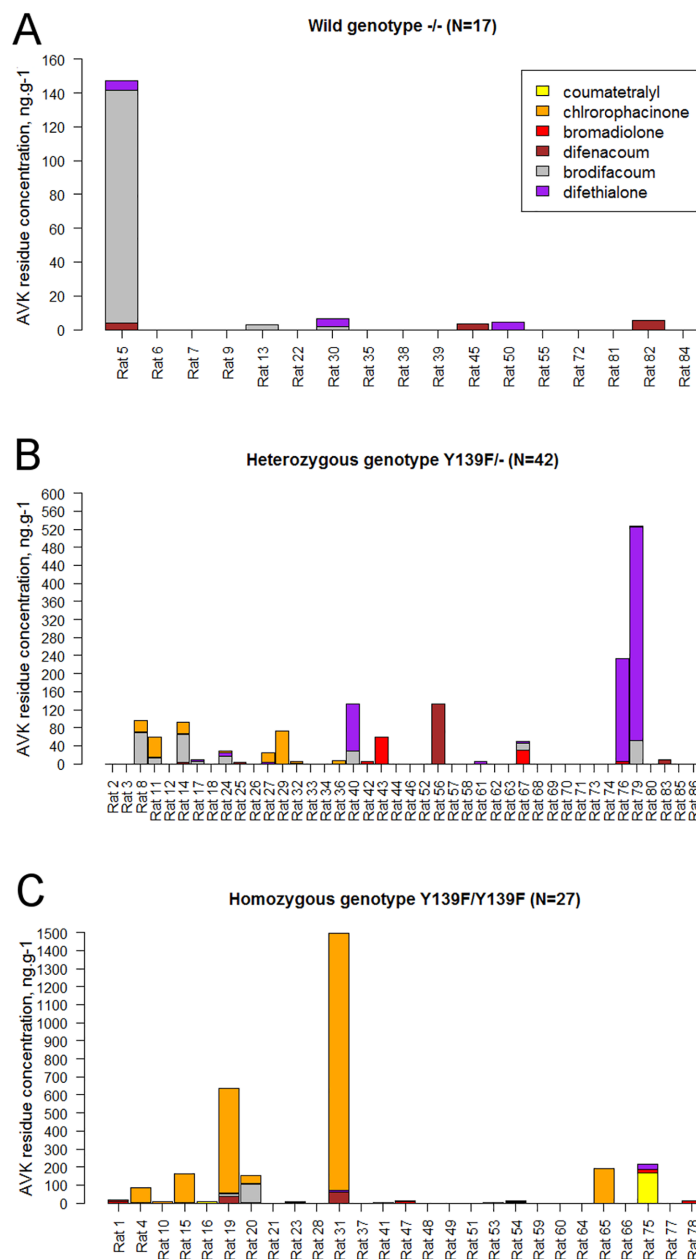 A
Wild genotype -/- (N=17)
AVK residue concentration, ng.g-1
160
140
120
100
80
60
40
20
0
coumatetralyl
chlrorophacinone
bromadiolone
difenacoum
brodifacoum
difethialone
Rat 5
Rat 6
Rat 7
Rat 9
Rat 13
Rat 22
Rat 30
Rat 35
Rat 38
Rat 39
Rat 45
Rat 50
Rat 55
Rat 72
Rat 81
Rat 82
Rat 84
B
Heterozygous genotype Y139F/- (N=42)
AVK residue concentration, ng.g-1
600
560
520
480
440
400
360
320
280
240
200
160
120
80
40
0
Rat 2
Rat 3
Rat 8
Rat 11
Rat 12
Rat 14
Rat 17
Rat 18
Rat 24
Rat 25
Rat 26
Rat 27
Rat 29
Rat 32
Rat 33
Rat 34
Rat 36
Rat 40
Rat 42
Rat 43
Rat 44
Rat 46
Rat 52
Rat 56
Rat 57
Rat 58
Rat 61
Rat 62
Rat 63
Rat 67
Rat 68
Rat 69
Rat 70
Rat 71
Rat 73
Rat 74
Rat 76
Rat 79
Rat 80
Rat 83
Rat 85
Rat 86
C
Homozygous genotype Y139F/Y139F (N=27)
AVK residue concentration, ng.g-1
1500
1400
1300
1200
1100
1000
900
800
700
600
500
400
300
200
100
0
Rat 1
Rat 4
Rat 10
Rat 15
Rat 16
Rat 19
Rat 20
Rat 21
Rat 23
Rat 28
Rat 31
Rat 37
Rat 41
Rat 47
Rat 48
Rat 49
Rat 51
Rat 53
Rat 54
Rat 59
Rat 60
Rat 64
Rat 65
Rat 66
Rat 75
Rat 77
Rat 78